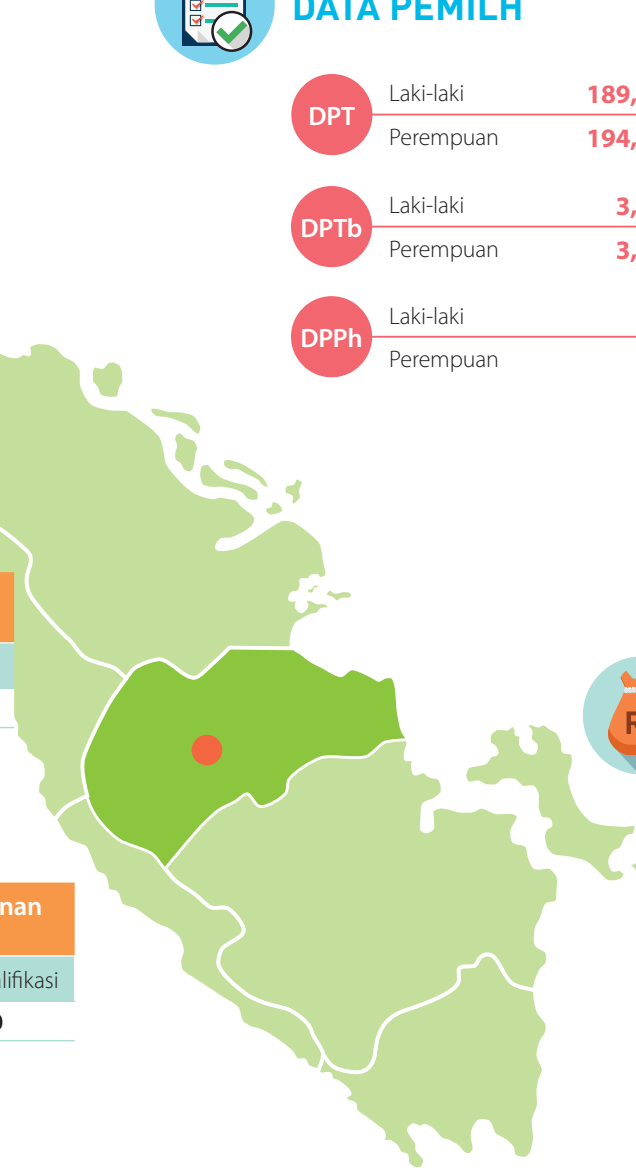 DATA PEMILH
DPT
Laki-laki 189,
Perempuan 194,
DPTb
Laki-laki 3,
Perempuan 3,
DPPh
Laki-laki
Perempuan
R
nan
lifikasi